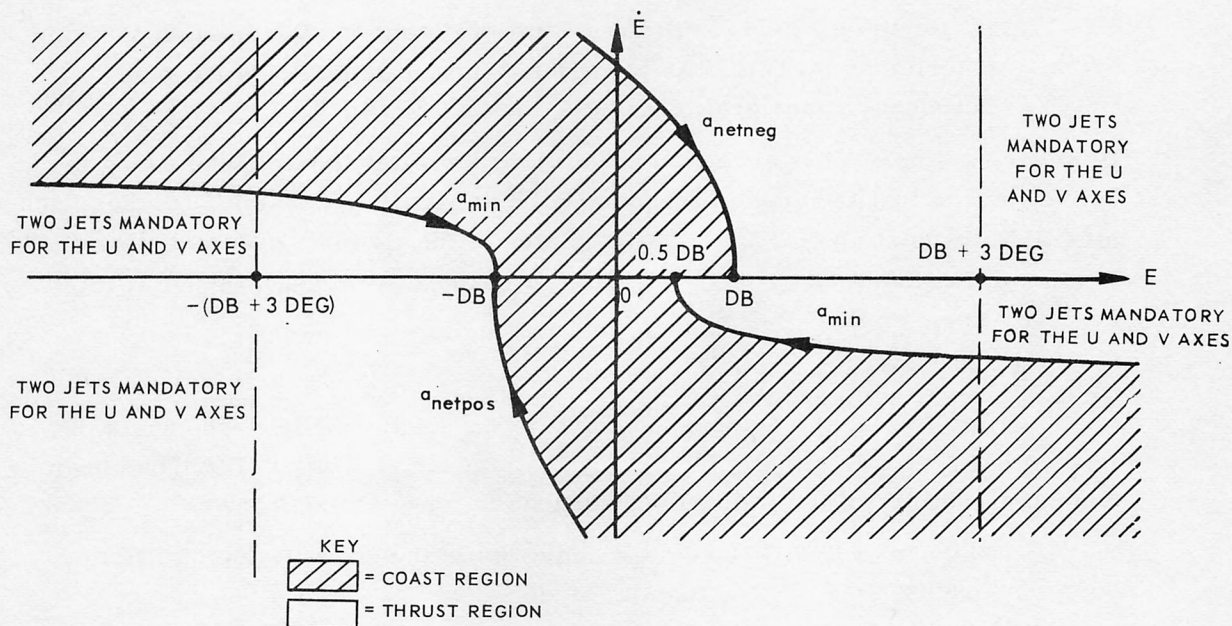 Ė
a_netneg
TWO JETS
MANDATORY
FOR THE U
AND V AXES
a_min
TWO JETS MANDATORY
FOR THE U AND V AXES
0.5 DB
DB + 3 DEG
-(DB + 3 DEG)
-DB
0
DB
E
a_min
TWO JETS MANDATORY
FOR THE U AND V AXES
TWO JETS MANDATORY
FOR THE U AND V AXES
a_netpos
KEY
= COAST REGION
= THRUST REGION